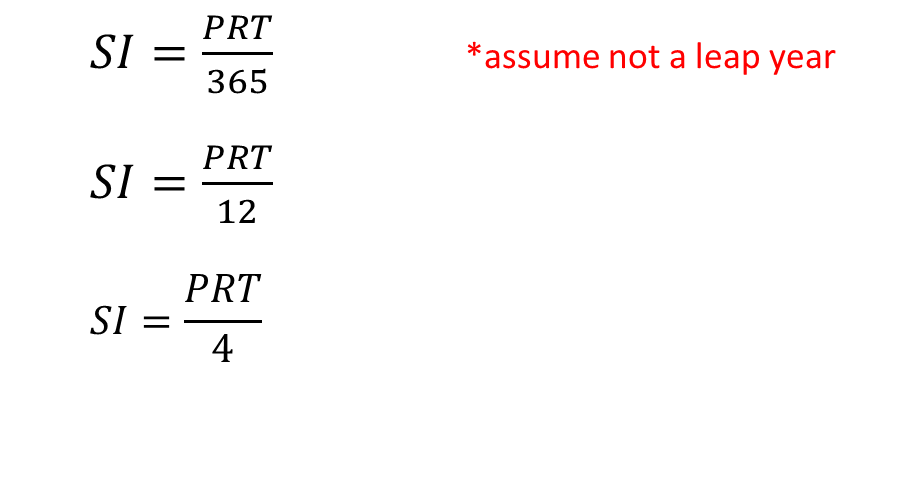 SI = PRT/365 *assume not a leap year
SI = PRT/12
SI = PRT/4